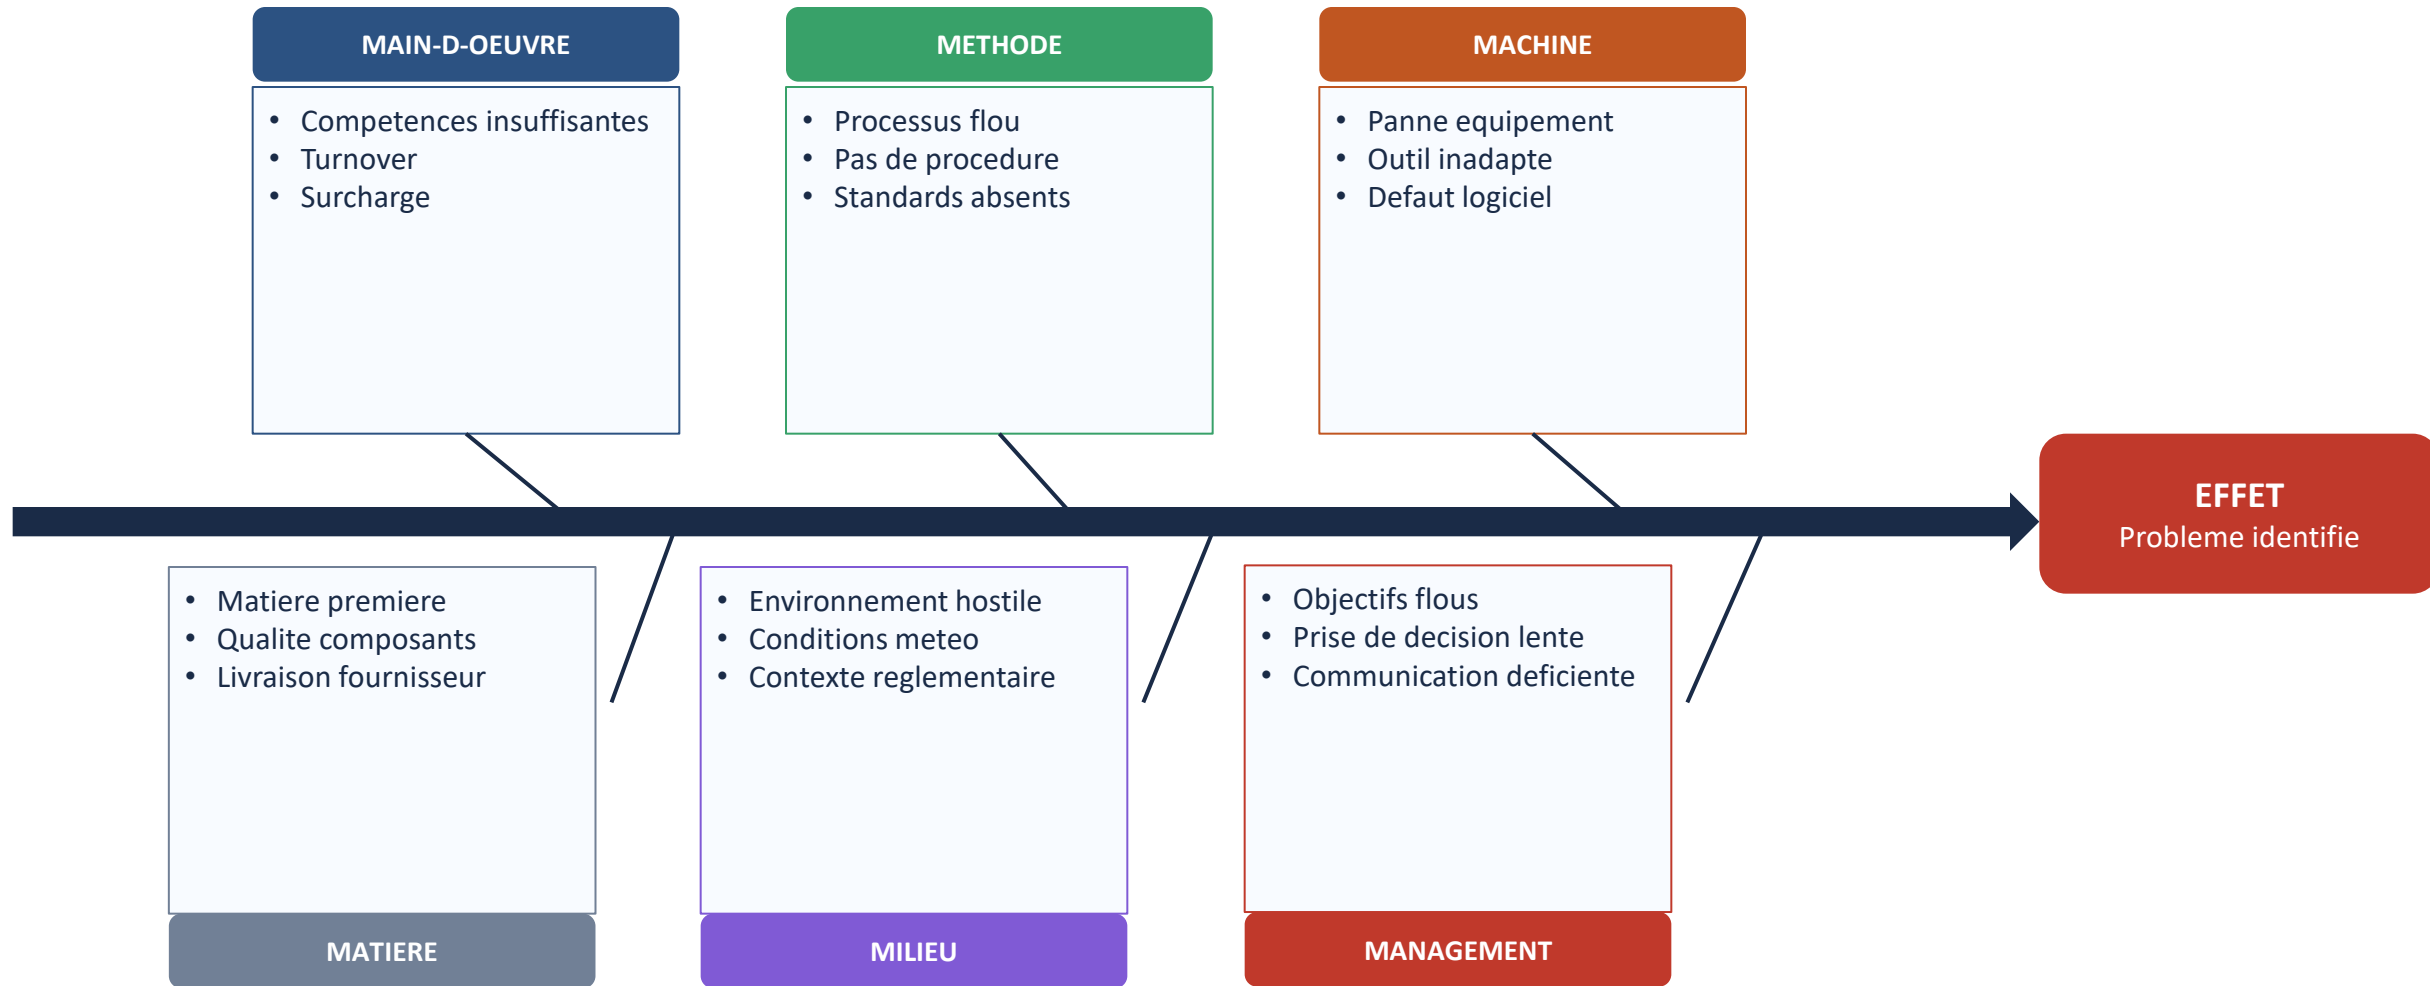 MAIN-D-OEUVRE
• Competences insuffisantes
• Turnover
• Surcharge
METHODE
• Processus flou
• Pas de procedure
• Standards absents
MACHINE
• Panne equipement
• Outil inadapte
• Defaut logiciel
EFFET
Probleme identifie
• Matiere premiere
• Qualite composants
• Livraison fournisseur
MATIERE
• Environnement hostile
• Conditions meteo
• Contexte reglementaire
MILIEU
• Objectifs flous
• Prise de decision lente
• Communication deficiente
MANAGEMENT